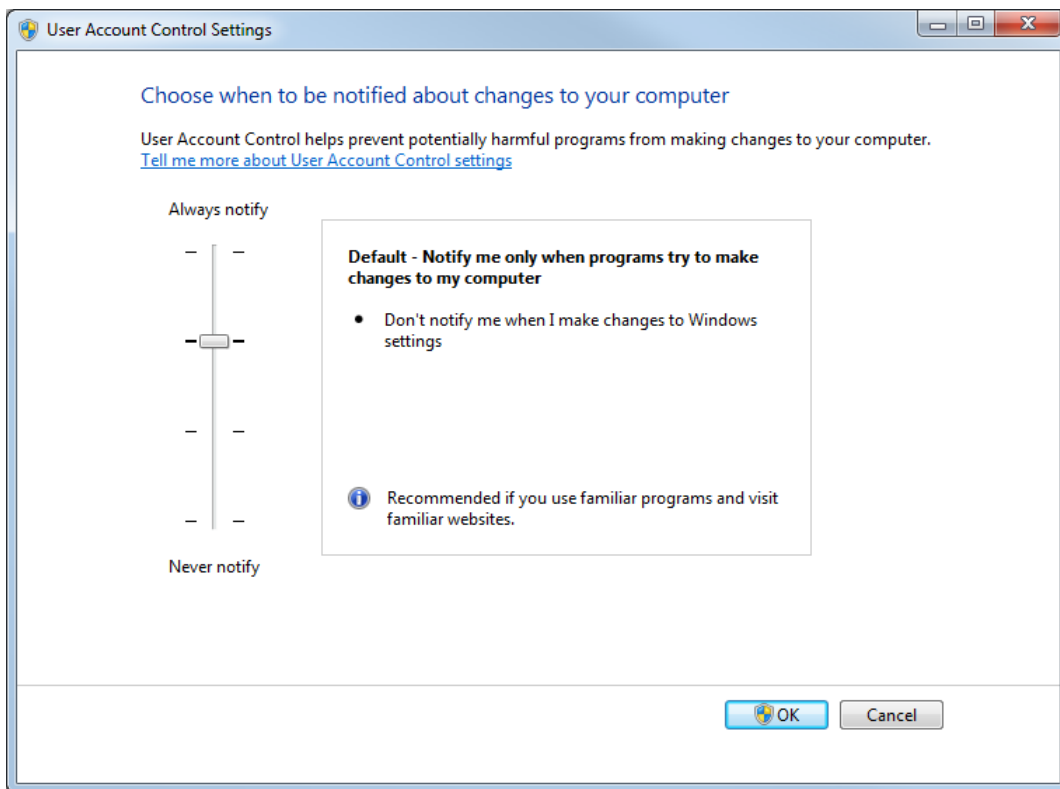 User Account Control Settings
Choose when to be notified about changes to your computer
User Account Control helps prevent potentially harmful programs from making changes to your computer.
Tell me more about User Account Control settings
Always notify
Default - Notify me only when programs try to make
changes to my computer
• Don't notify me when I make changes to Windows
settings
Recommended if you use familiar programs and visit
familiar websites.
Never notify
OK
Cancel